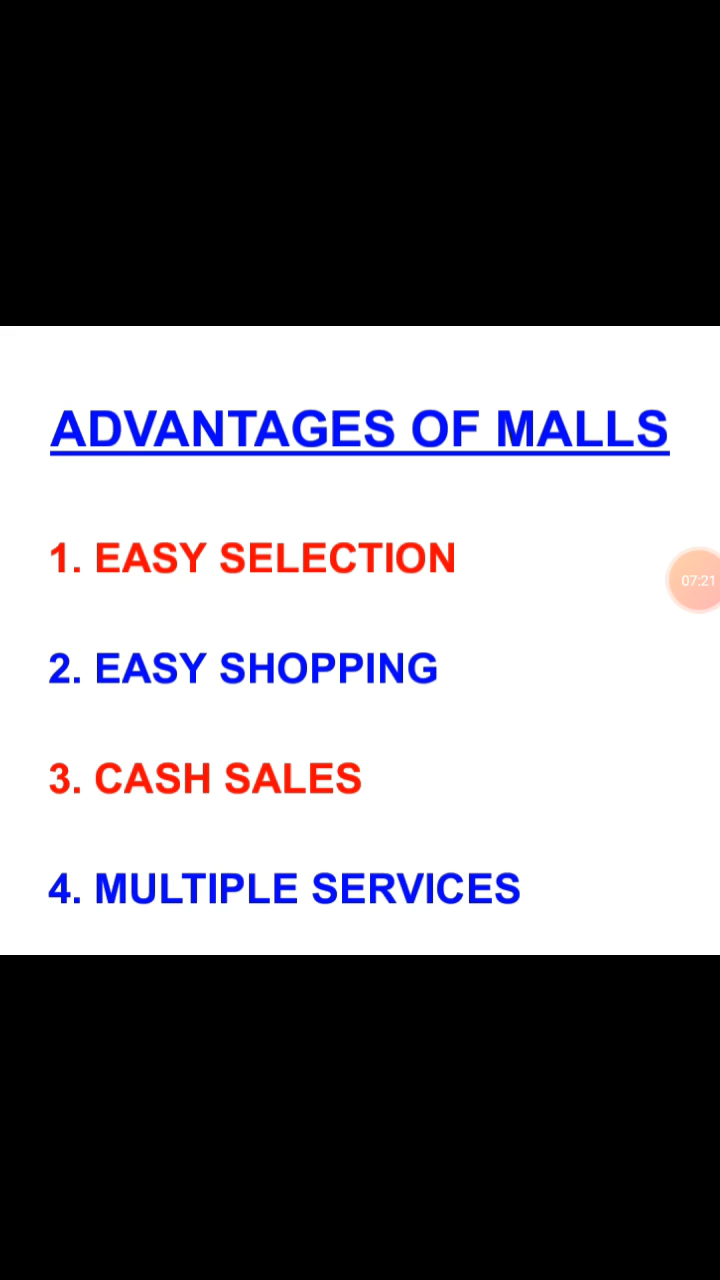 ADVANTAGES OF MALLS
1. EASY SELECTION
07:21
2. EASY SHOPPING
3. CASH SALES
4. MULTIPLE SERVICES